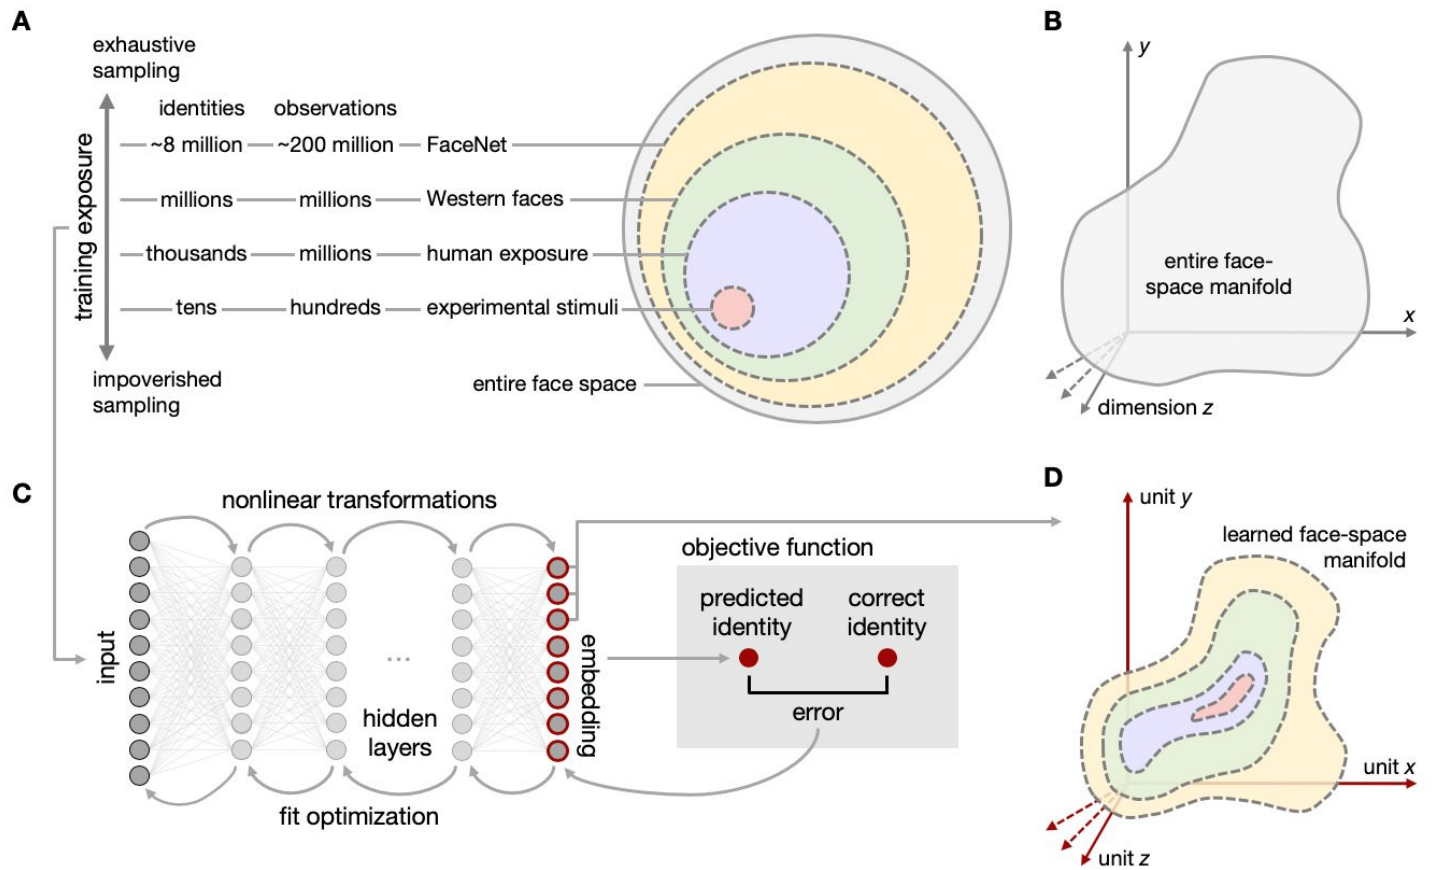 A
exhaustive
sampling
identities observations
~8 million ~200 million FaceNet
millions millions Western faces
thousands millions human exposure
tens hundreds experimental stimuli
training exposure
impoverished
sampling
entire face space
B
y
entire face-
space manifold
x
dimension z
C
nonlinear transformations
input
...
hidden
layers
embedding
fit optimization
objective function
predicted
identity
correct
identity
error
D
unit y
learned face-space
manifold
unit x
unit z